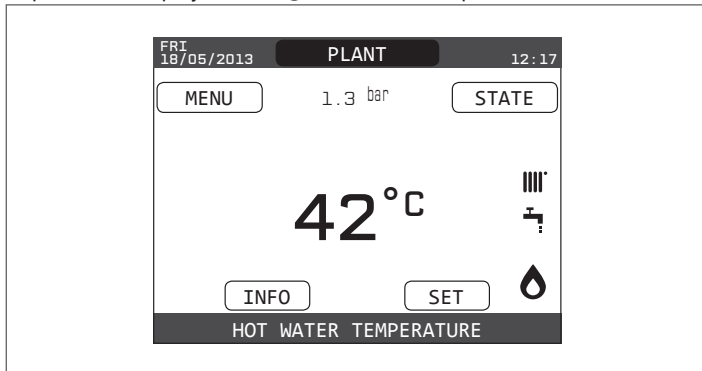 FRI
18/05/2013 PLANT 12:17
MENU 1.3 bar STATE
42°C
INFO SET
HOT WATER TEMPERATURE